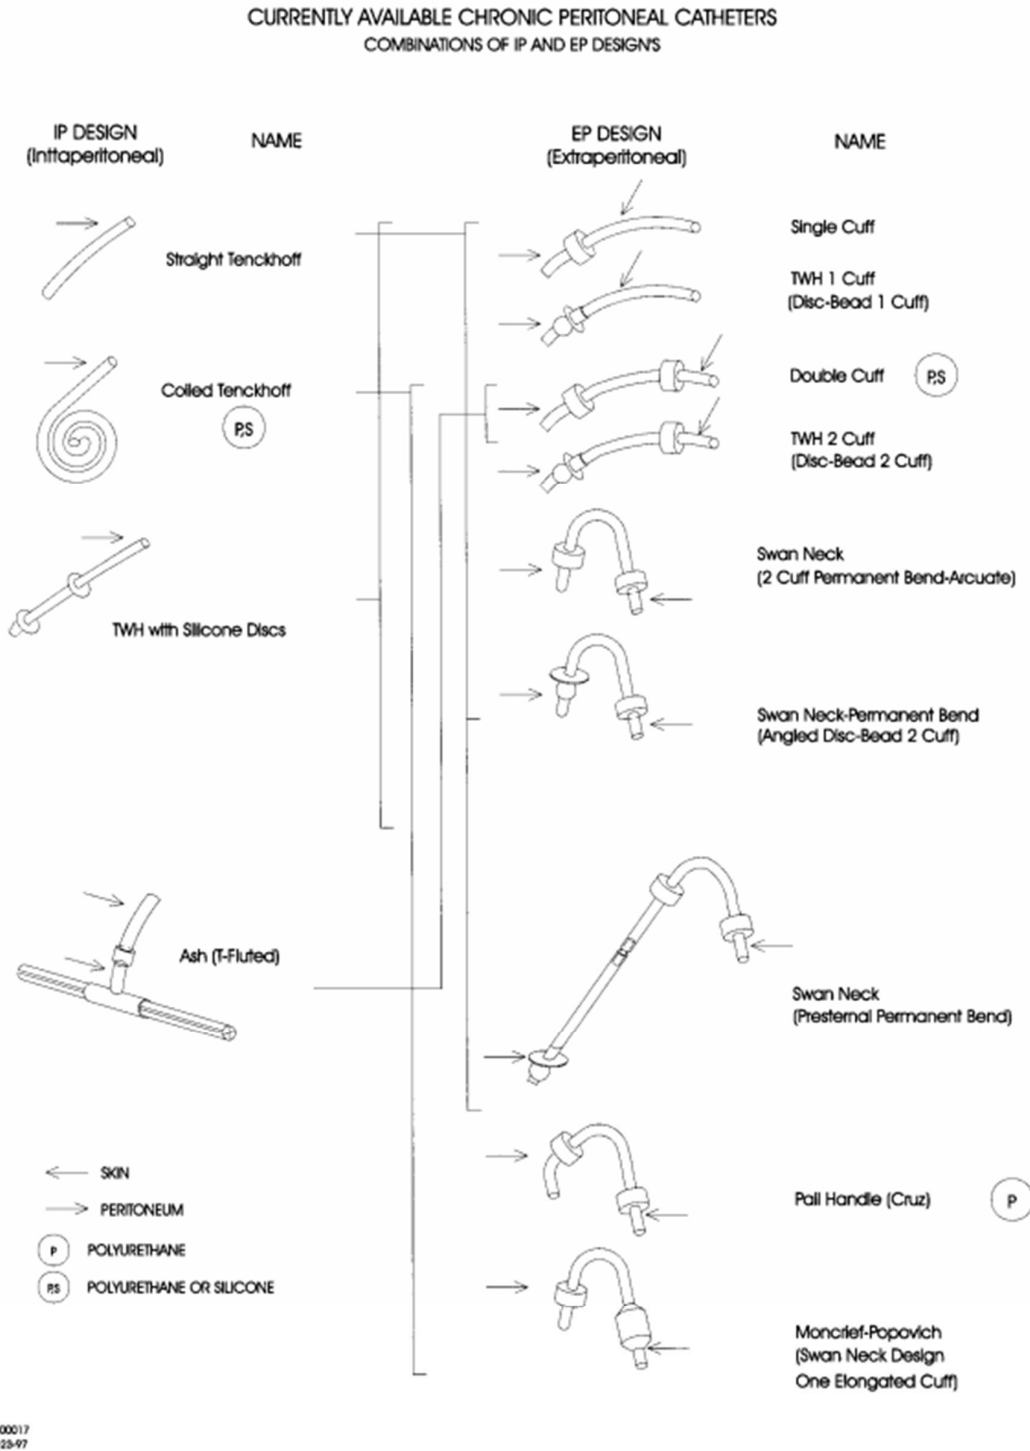 CURRENTLY AVAILABLE CHRONIC PERITONEAL CATHETERS
COMBINATIONS OF IP AND EP DESIGN'S
IP DESIGN
(Inttaperitoneal)
NAME
EP DESIGN
(Extraperitoneal)
NAME
Straight Tenckhoff
Coiled Tenckhoff
P,S
TWH with Silicone Discs
Ash (T-Fluted)
Single Cuff
TWH 1 Cuff
(Disc-Bead 1 Cuff)
Double Cuff
P,S
TWH 2 Cuff
(Disc-Bead 2 Cuff)
Swan Neck
(2 Cuff Permanent Bend-Arcuate)
Swan Neck-Permanent Bend
(Angled Disc-Bead 2 Cuff)
Swan Neck
(Presternal Permanent Bend)
Pail Handle (Cruz)
P
Moncrief-Popovich
(Swan Neck Design
One Elongated Cuff)
SKIN
PERITONEUM
P POLYURETHANE
P,S POLYURETHANE OR SILICONE
00017
23-97